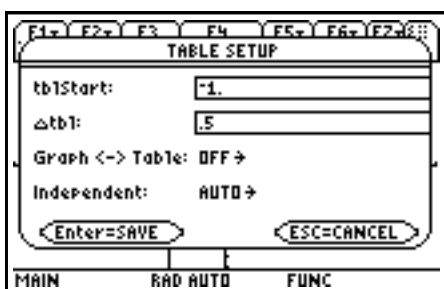 F1 F2 F3 F4 F5 F6 F7
TABLE SETUP
tblStart: -1.
△tbl: .5
Graph <-> Table: OFF→
Independent: AUTO→
Enter=SAVE ESC=CANCEL
MAIN RAD AUTO FUNC